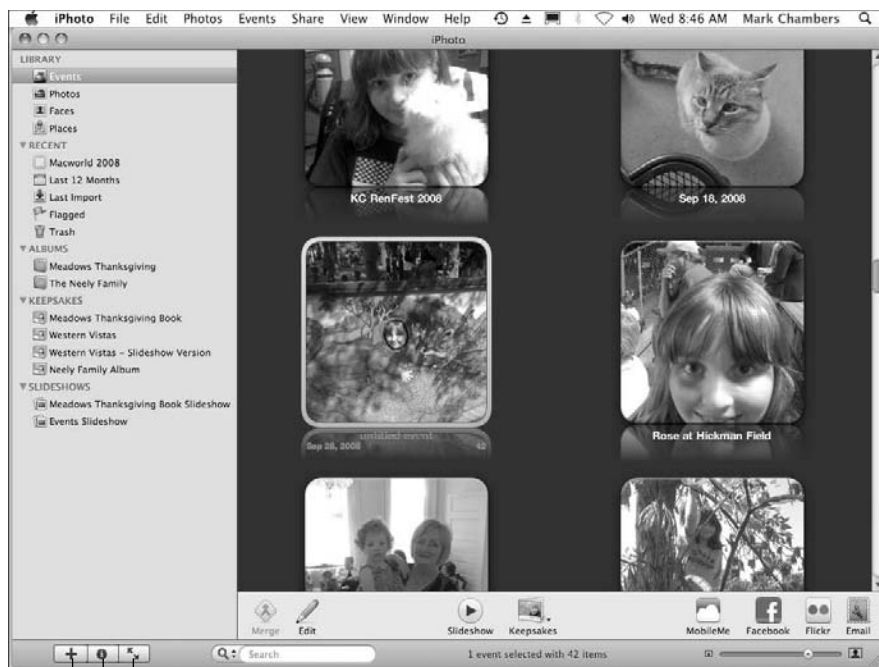 iPhoto File Edit Photos Events Share View Window Help Wed 8:46 AM Mark Chambers
iPhoto
LIBRARY
Events
Photos
Faces
Places
RECENT
Macworld 2008
Last 12 Months
Last Import
Flagged
Trash
ALBUMS
Meadows Thanksgiving
The Neely Family
KEEPSAKES
Meadows Thanksgiving Book
Western Vistas
Western Vistas – Slideshow Version
Neely Family Album
SLIDESHOWS
Meadows Thanksgiving Book Slideshow
Events Slideshow
KC RenFest 2008
Sep 18, 2008
untitled event
Sep 28, 2008 42
Rose at Hickman Field
Merge
Edit
Slideshow
Keepsakes
MobileMe
Facebook
Flickr
Email
Search
1 event selected with 42 items